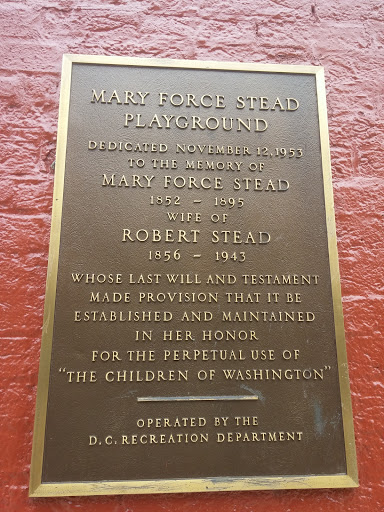 MARY FORCE STEAD
PLAYGROUND
DEDICATED NOVEMBER 12, 1953
TO THE MEMORY OF
MARY FORCE STEAD
1852 - 1895
WIFE OF
ROBERT STEAD
1856 - 1943
WHOSE LAST WILL AND TESTAMENT
MADE PROVISION THAT IT BE
ESTABLISHED AND MAINTAINED
IN HER HONOR
FOR THE PERPETUAL USE OF
"THE CHILDREN OF WASHINGTON"
OPERATED BY THE
D.C. RECREATION DEPARTMENT